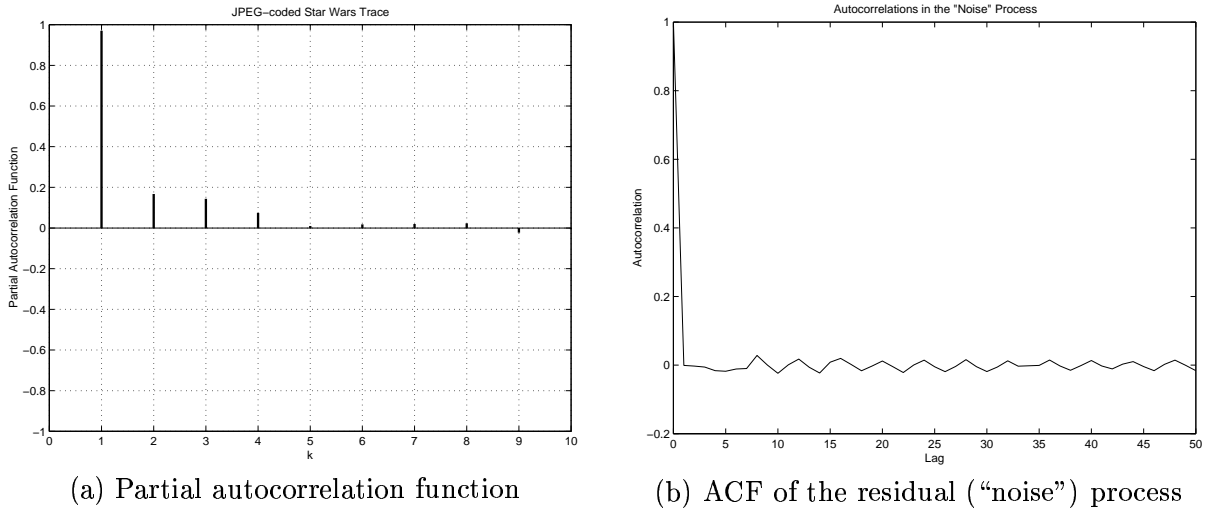 JPEG−coded Star Wars Trace
1
0.8
0.6
0.4
0.2
0
−0.2
−0.4
−0.6
−0.8
−1
Partial Autocorrelation Function
0 1 2 3 4 5 6 7 8 9 10
k
(a) Partial autocorrelation function
Autocorrelations in the "Noise" Process
1
0.8
0.6
0.4
0.2
0
−0.2
Autocorrelation
0 5 10 15 20 25 30 35 40 45 50
Lag
(b) ACF of the residual (“noise”) process